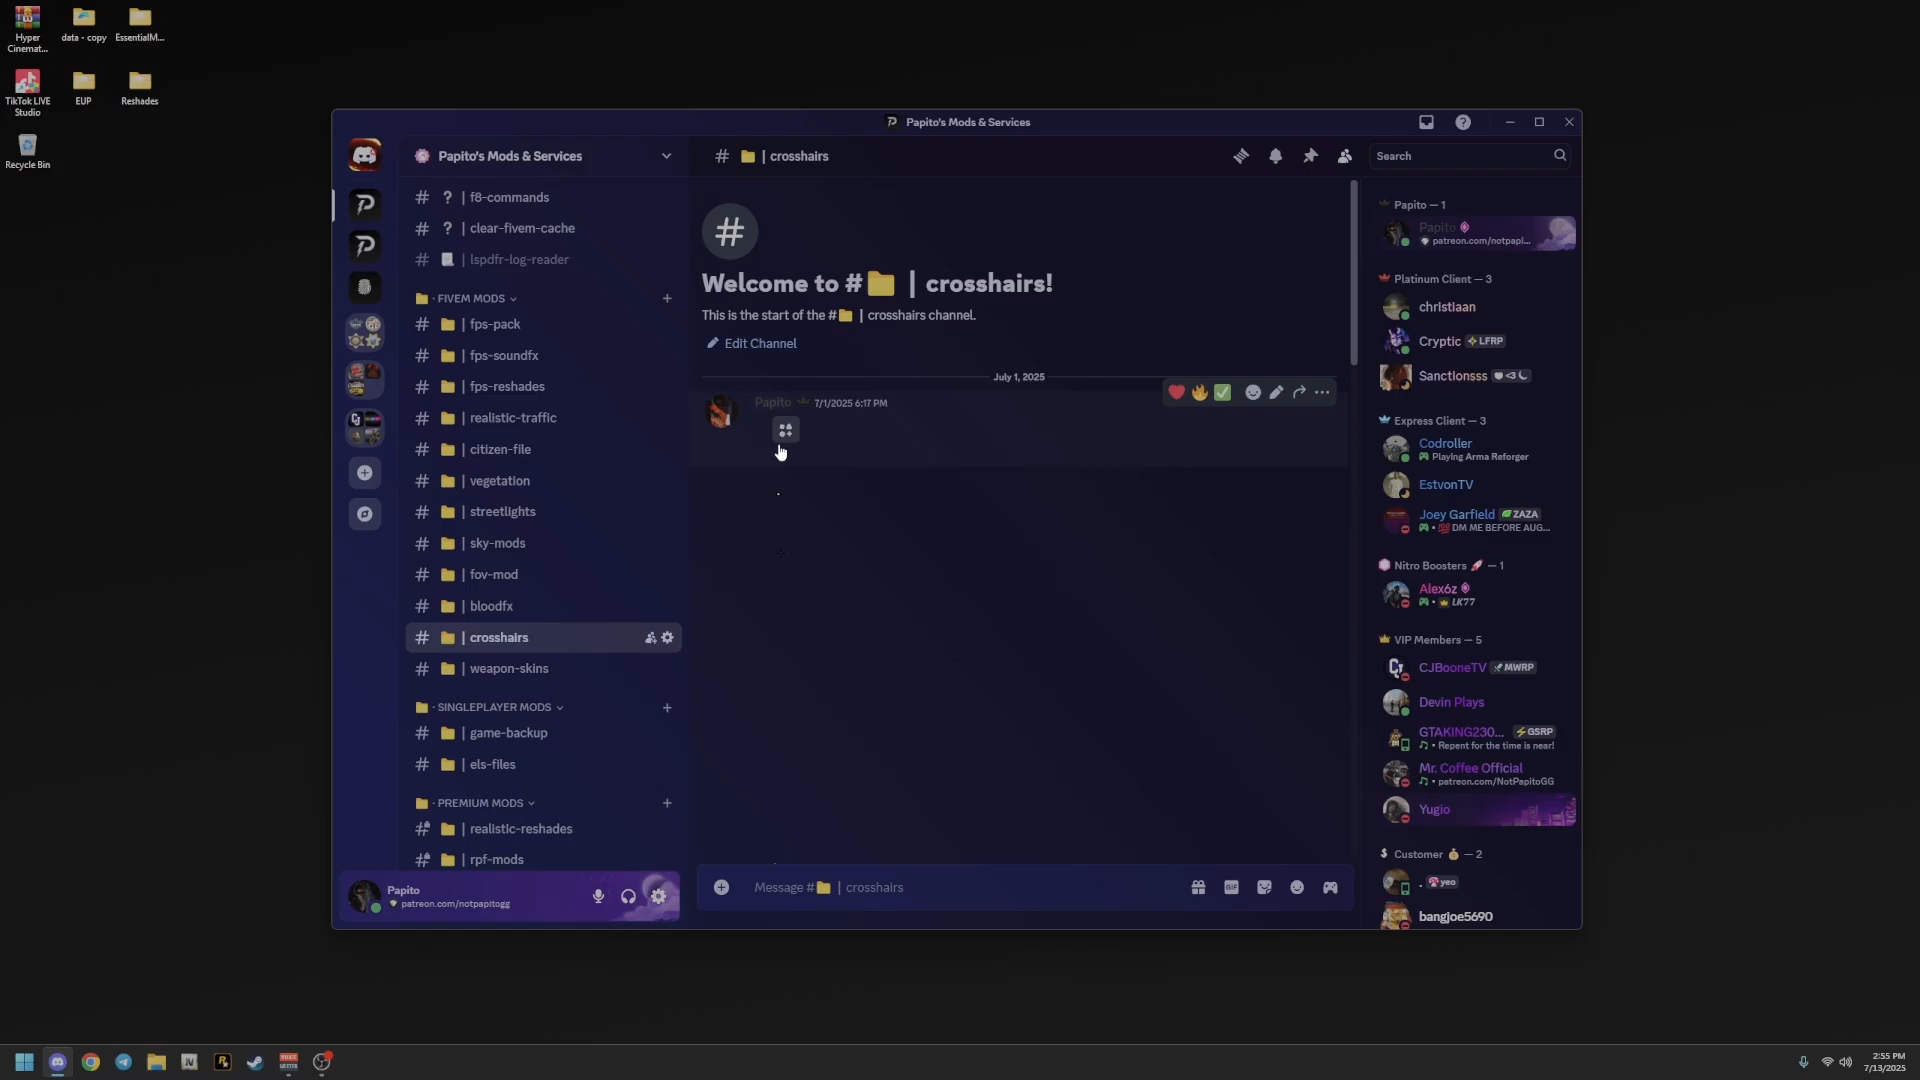 Hyper
Cinemat...
data - copy
EssentialM...
TikTok LIVE
Studio
EUP
Reshades
Recycle Bin
Papito's Mods & Services
Papito's Mods & Services
# | crosshairs
Search
# ? | f8-commands
# ? | clear-fivem-cache
# | lspdfr-log-reader
· FIVEM MODS
# | fps-pack
# | fps-soundfx
# | fps-reshades
# | realistic-traffic
# | citizen-file
# | vegetation
# | streetlights
# | sky-mods
# | fov-mod
# | bloodfx
# | crosshairs
# | weapon-skins
· SINGLEPLAYER MODS
# | game-backup
# | els-files
· PREMIUM MODS
# | realistic-reshades
# | rpf-mods
Papito
patreon.com/notpapitogg
Welcome to # | crosshairs!
This is the start of the # | crosshairs channel.
Edit Channel
July 1, 2025
Papito 7/1/2025 6:17 PM
Message # | crosshairs
GIF
Papito — 1
Papito
patreon.com/notpapi...
Platinum Client — 3
christiaan
Cryptic LFRP
Sanctionsss <3
Express Client — 3
Codroller
Playing Arma Reforger
EstvonTV
Joey Garfield ZAZA
• 💯 DM ME BEFORE AUG...
Nitro Boosters 🚀 — 1
Alex6z
• LK77
VIP Members — 5
CJBooneTV MWRP
Devin Plays
GTAKING230... GSRP
• Repent for the time is near!
Mr. Coffee Official
• patreon.com/NotPapitoGG
Yugio
Customer 💰 — 2
. yeo
bangjoe5690
2:55 PM
7/13/2025